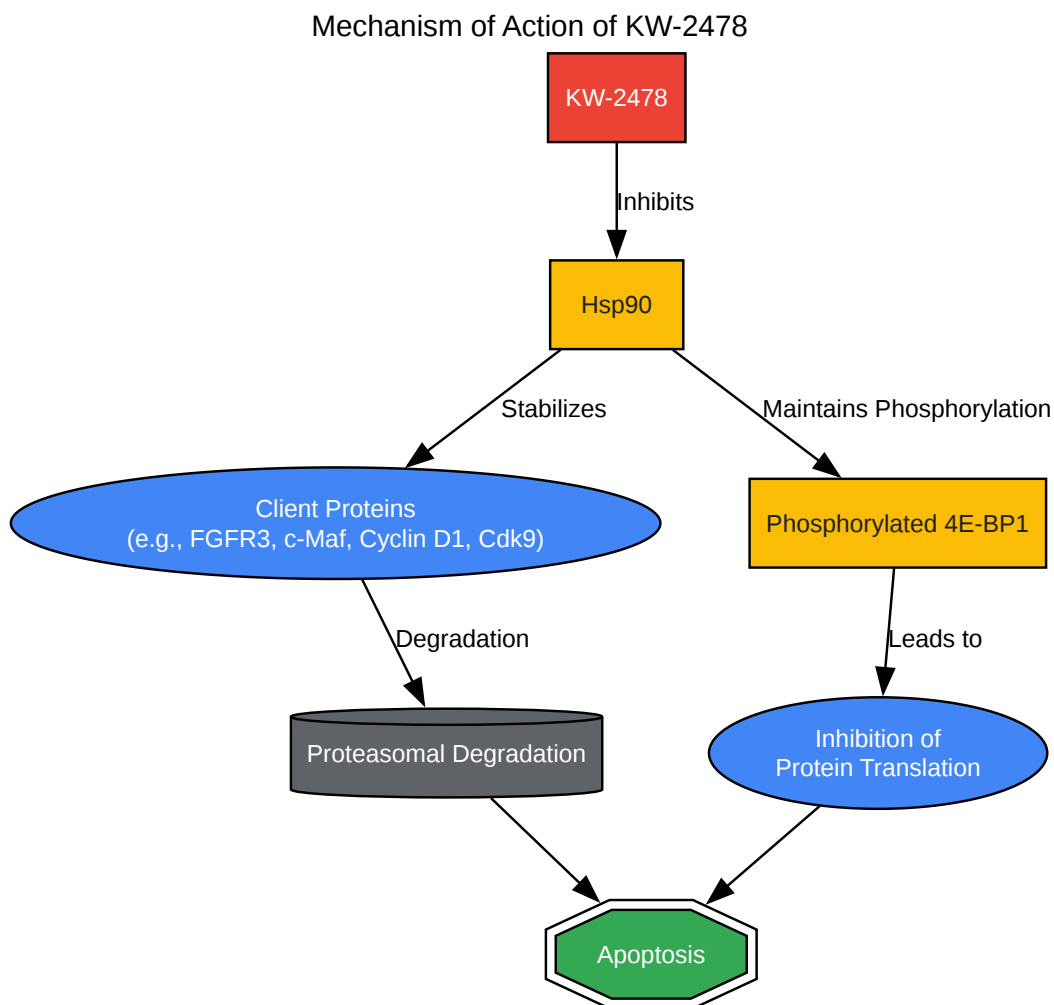 Mechanism of Action of KW-2478
KW-2478
Inhibits
Hsp90
Stabilizes
Maintains Phosphorylation
Client Proteins
(e.g., FGFR3, c-Maf, Cyclin D1, Cdk9)
Phosphorylated 4E-BP1
Degradation
Leads to
Proteasomal Degradation
Inhibition of
Protein Translation
Apoptosis